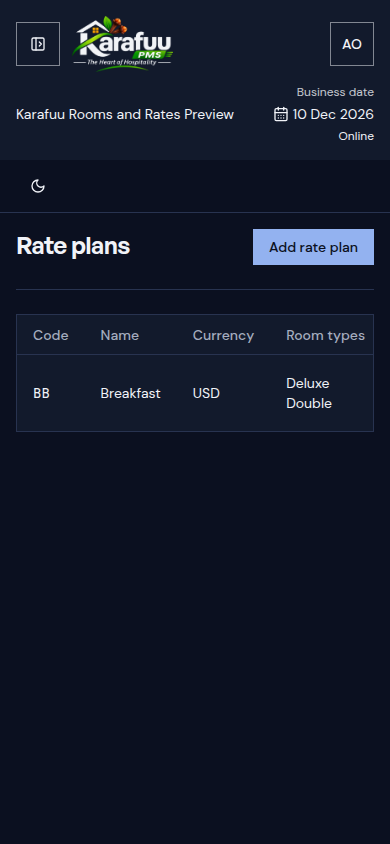 Karafuu
PMS
The Heart of Hospitality
AO
Business date
Karafuu Rooms and Rates Preview
10 Dec 2026
Online
Rate plans
Add rate plan
Code Name Currency Room types
BB Breakfast USD Deluxe
Double